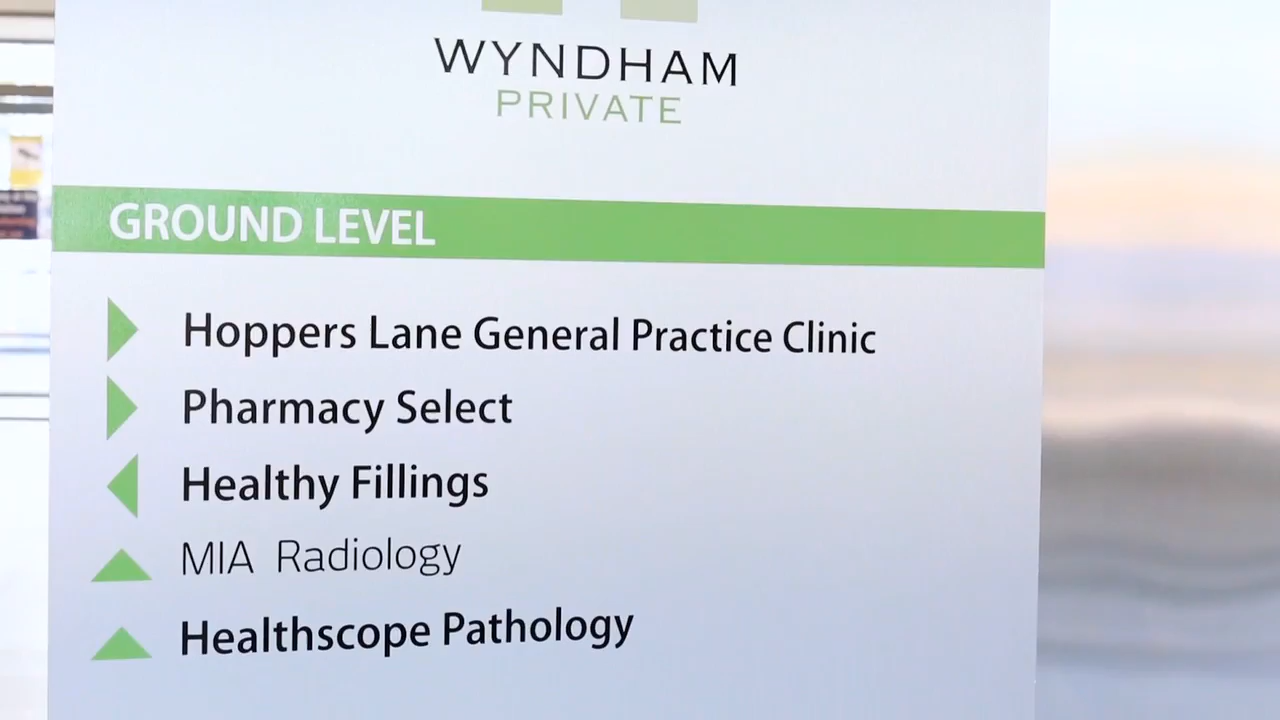 WYNDHAM
PRIVATE
GROUND LEVEL
Hoppers Lane General Practice Clinic
Pharmacy Select
Healthy Fillings
MIA Radiology
Healthscope Pathology